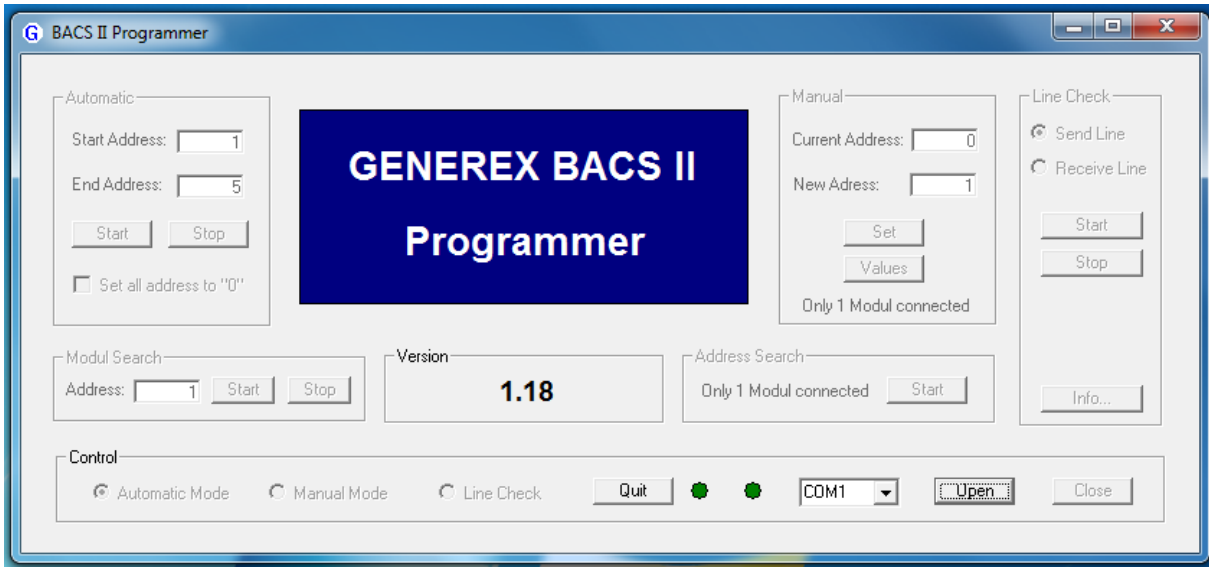 G BACS II Programmer
Automatic
Start Address: 1
End Address: 5
Start Stop
Set all address to "0"
GENEREX BACS II
Programmer
Manual
Current Address: 0
New Adress: 1
Set
Values
Only 1 Modul connected
Line Check
Send Line
Receive Line
Start
Stop
Info...
Modul Search
Address: 1 Start Stop
Version
1.18
Address Search
Only 1 Modul connected Start
Control
Automatic Mode Manual Mode Line Check Quit COM1 Upen Close